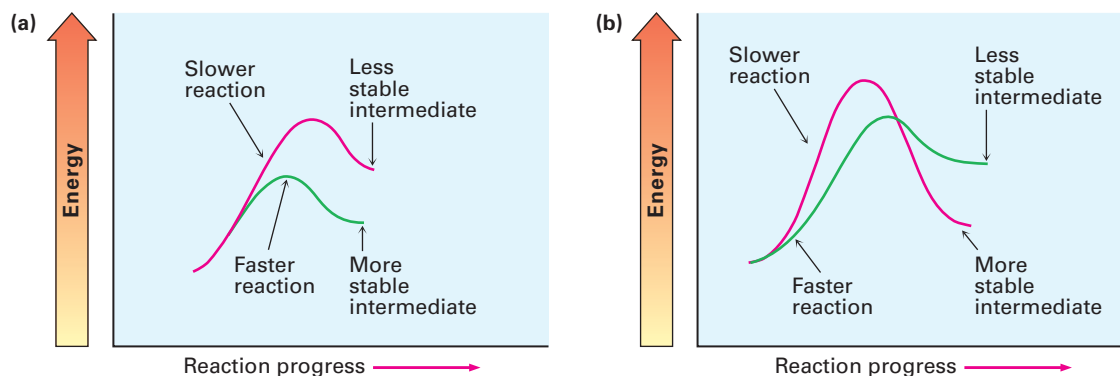 (a)
Energy
Slower
reaction
Less
stable
intermediate
Faster
reaction
More
stable
intermediate
Reaction progress
(b)
Energy
Slower
reaction
Less
stable
intermediate
Faster
reaction
More
stable
intermediate
Reaction progress